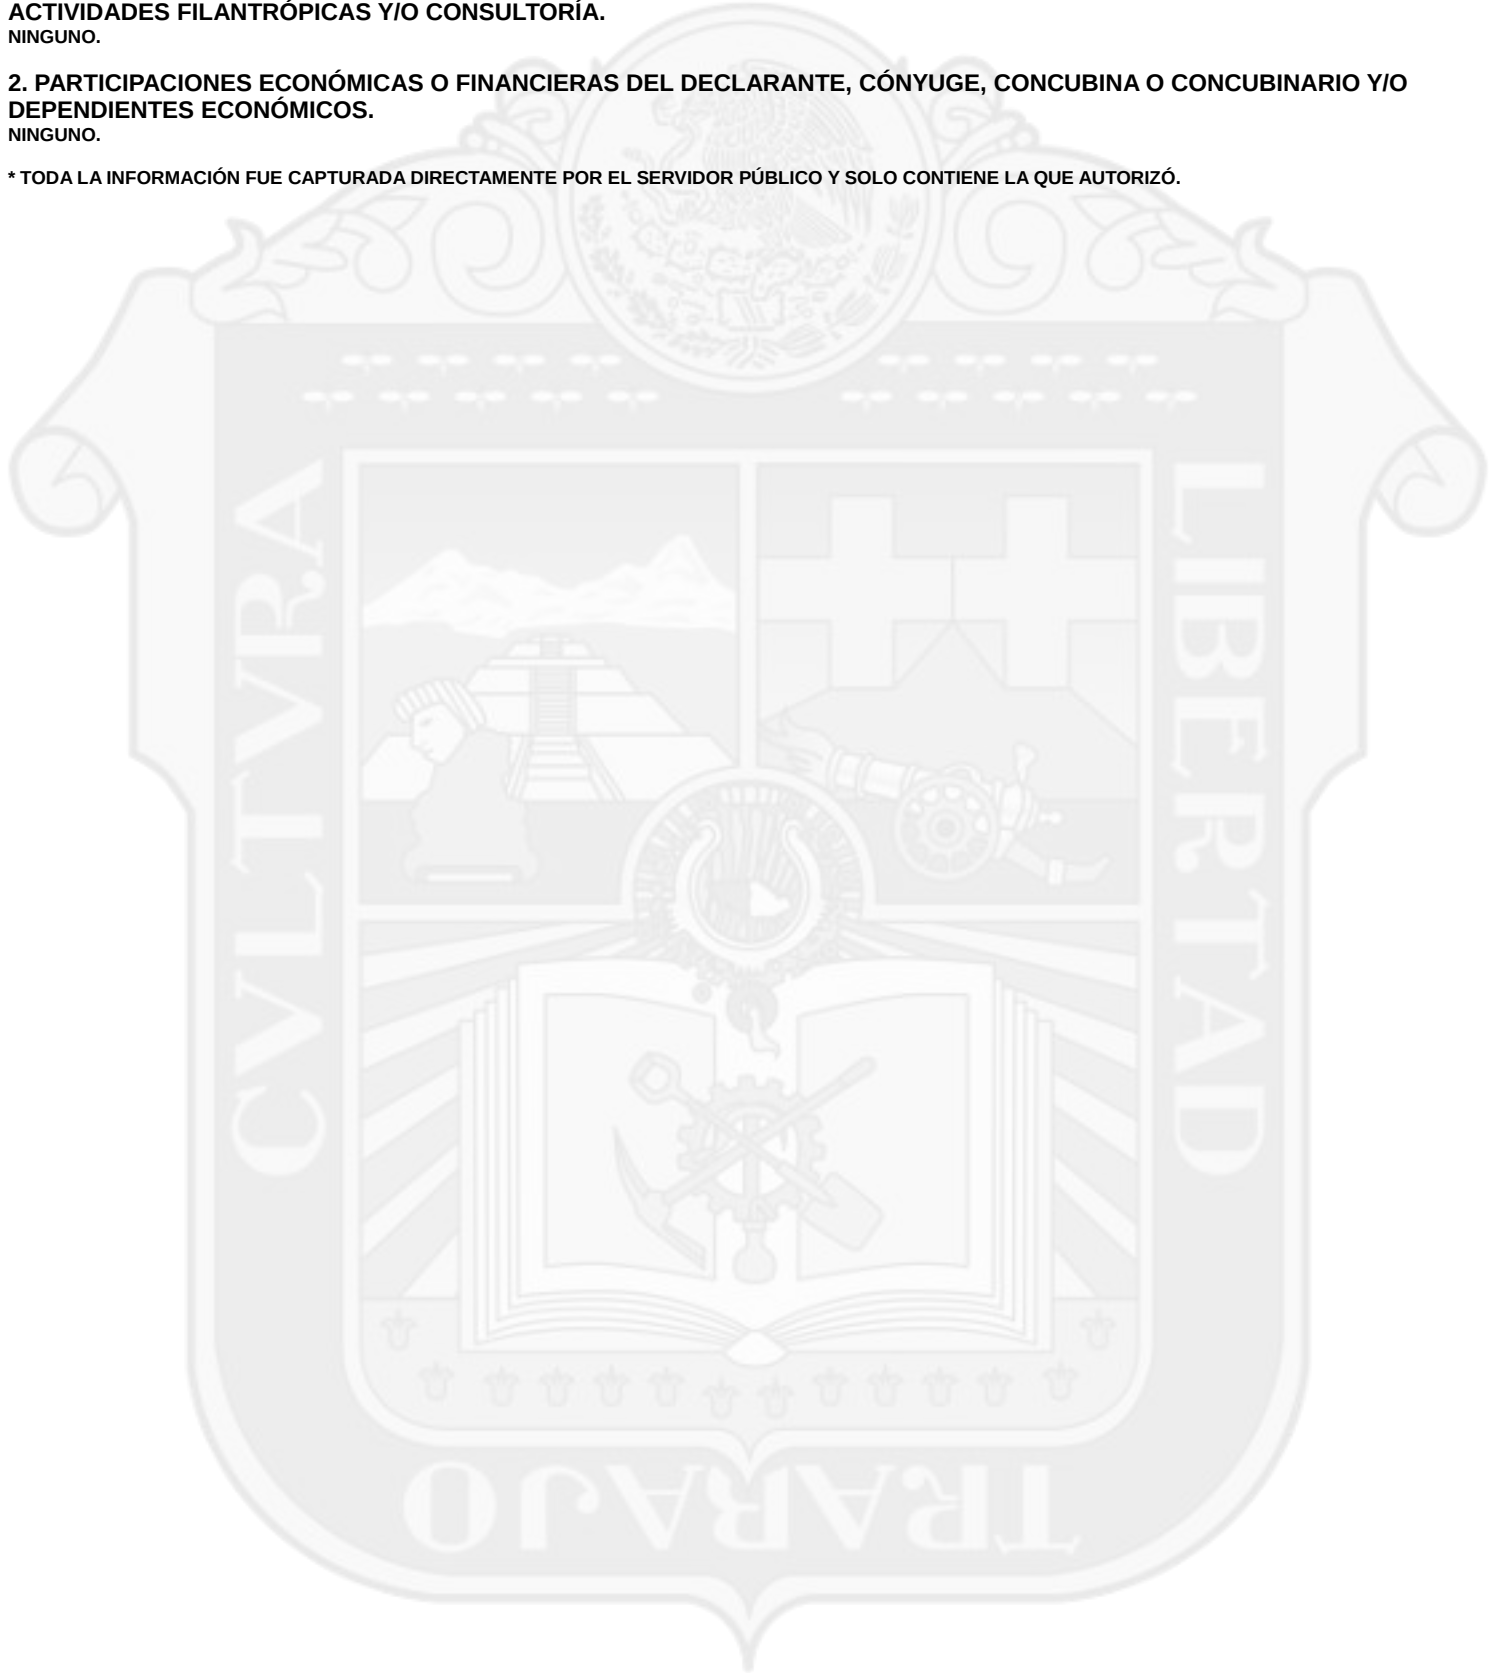 ACTIVIDADES FILANTRÓPICAS Y/O CONSULTORÍA.
NINGUNO.
2. PARTICIPACIONES ECONÓMICAS O FINANCIERAS DEL DECLARANTE, CÓNYUGE, CONCUBINA O CONCUBINARIO Y/O
DEPENDIENTES ECONÓMICOS.
NINGUNO.
* TODA LA INFORMACIÓN FUE CAPTURADA DIRECTAMENTE POR EL SERVIDOR PÚBLICO Y SOLO CONTIENE LA QUE AUTORIZÓ.
CVLTVRA
LIBERTAD
TRABAJO